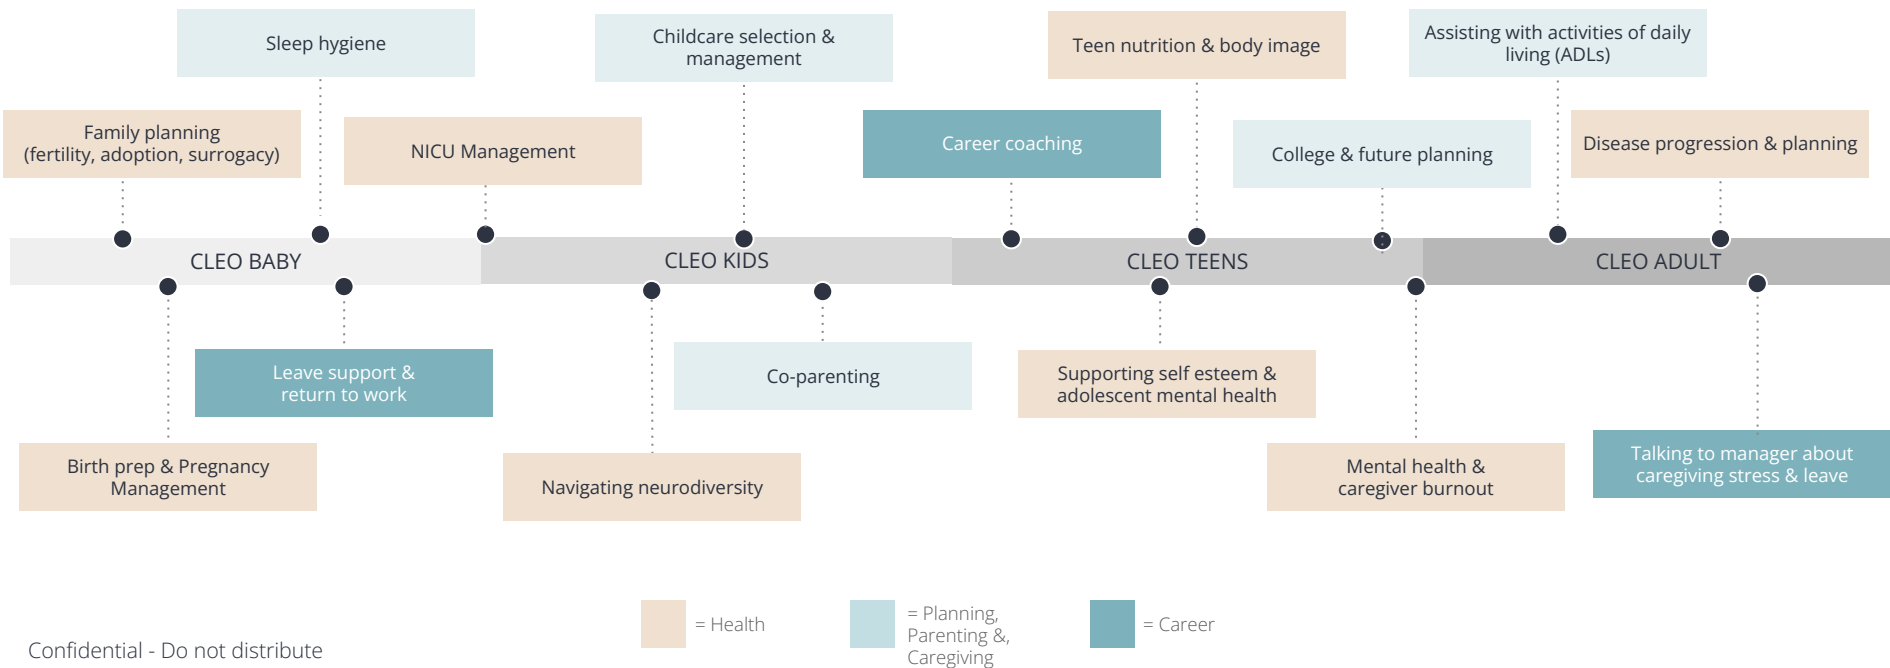 Sleep hygiene
Childcare selection &
management
Teen nutrition & body image
Assisting with activities of daily
living (ADLs)
Family planning
(fertility, adoption, surrogacy)
NICU Management
Career coaching
College & future planning
Disease progression & planning
CLEO BABY
CLEO KIDS
CLEO TEENS
CLEO ADULT
Leave support &
return to work
Co-parenting
Supporting self esteem &
adolescent mental health
Birth prep & Pregnancy
Management
Navigating neurodiversity
Mental health &
caregiver burnout
Talking to manager about
caregiving stress & leave
= Health
= Planning,
Parenting &,
Caregiving
= Career
Confidential - Do not distribute